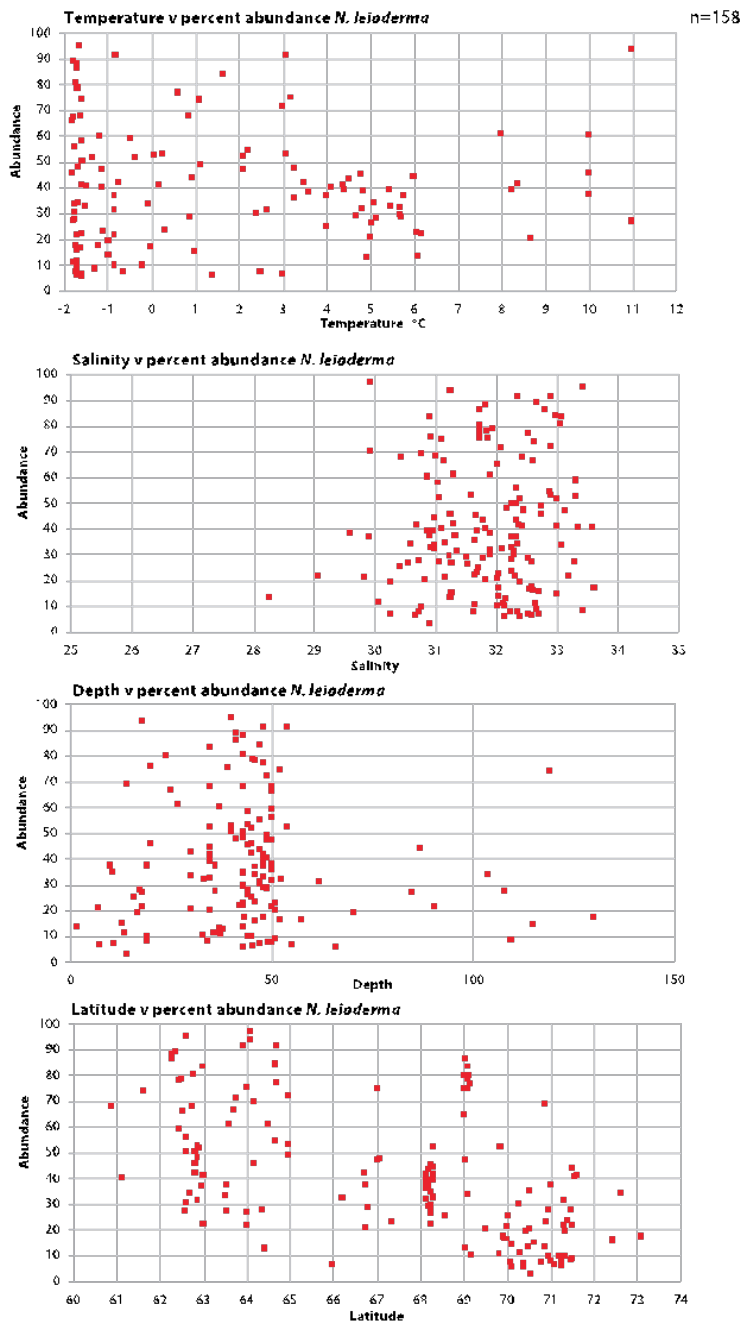 Temperature v percent abundance N. leioderma
n=158
Abundance
100
90
80
70
60
50
40
30
20
10
0
-2 -1 0 1 2 3 4 5 6 7 8 9 10 11 12
Temperature °C
Salinity v percent abundance N. leioderma
Abundance
100
90
80
70
60
50
40
30
20
10
0
25 26 27 27 29 30 31 32 33 34 35
Salinity
Depth v percent abundance N. leioderma
Abundance
100
90
80
70
60
50
40
30
20
10
0
0 50 100 150
Depth
Latitude v percent abundance N. leioderma
Abundance
100
90
80
70
60
50
40
30
20
10
0
60 61 62 63 64 65 66 67 68 69 70 71 72 73 74
Latitude